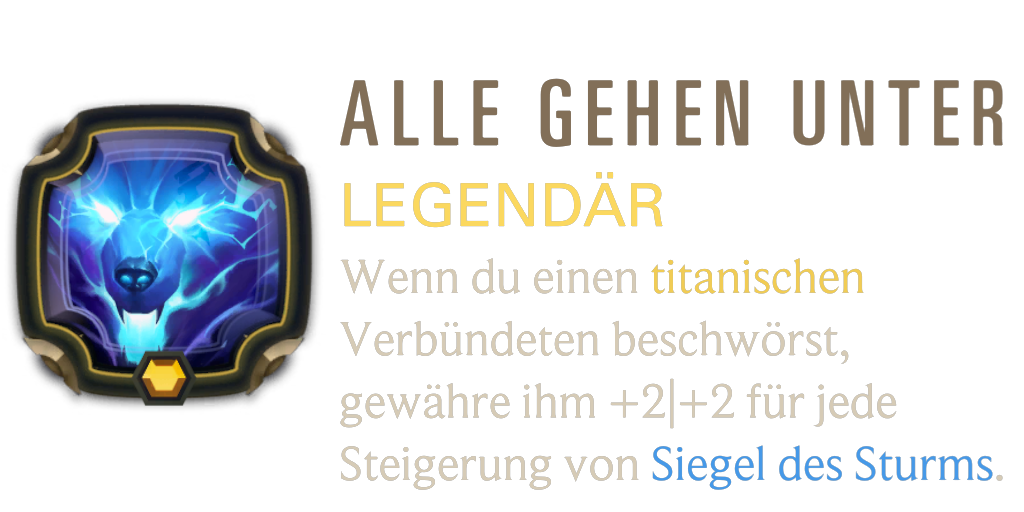 ALLE GEHEN UNTER
LEGENDÄR
Wenn du einen titanischen
Verbündeten beschwörst,
gewähre ihm +2|+2 für jede
Steigerung von Siegel des Sturms.